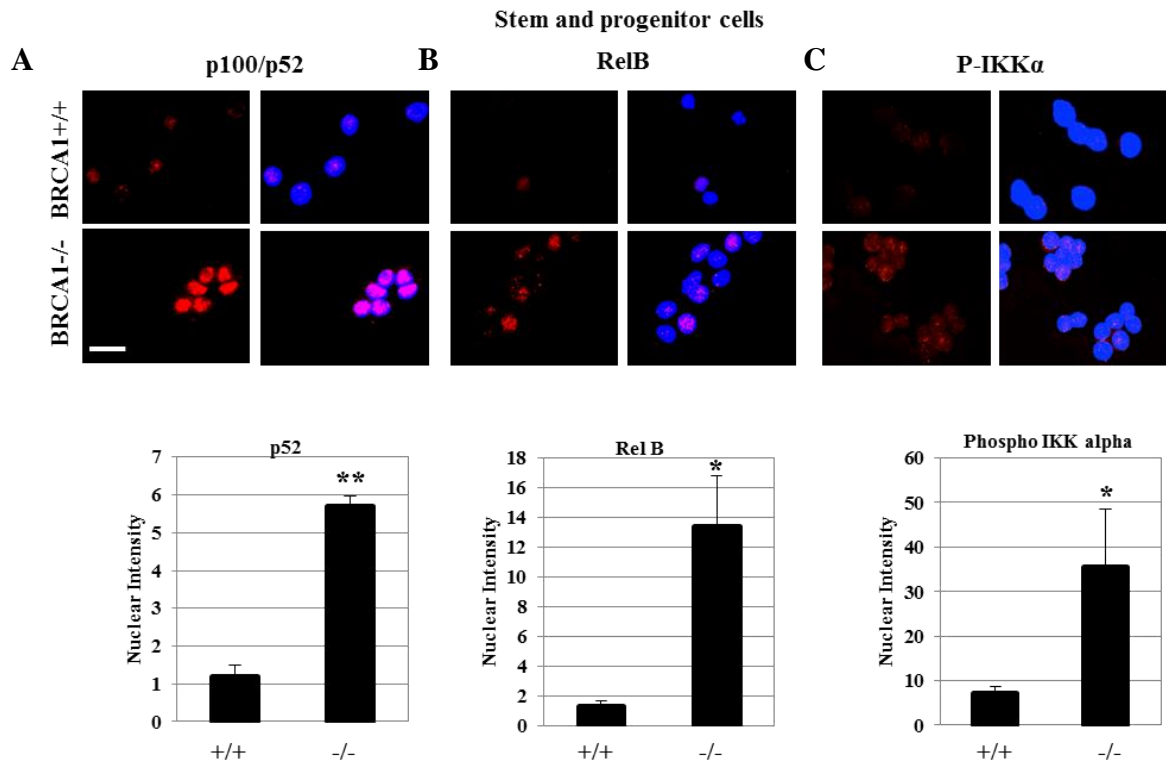 Stem and progenitor cells
A
p100/p52
B
RelB
C
P-IKKα
BRCA1+/+
BRCA1-/-
p52
Nuclear Intensity
7
6
5
4
3
2
1
0
**
+/+
-/-
Rel B
Nuclear Intensity
18
16
14
12
10
8
6
4
2
0
*
+/+
-/-
Phospho IKK alpha
Nuclear Intensity
60
50
40
30
20
10
0
*
+/+
-/-